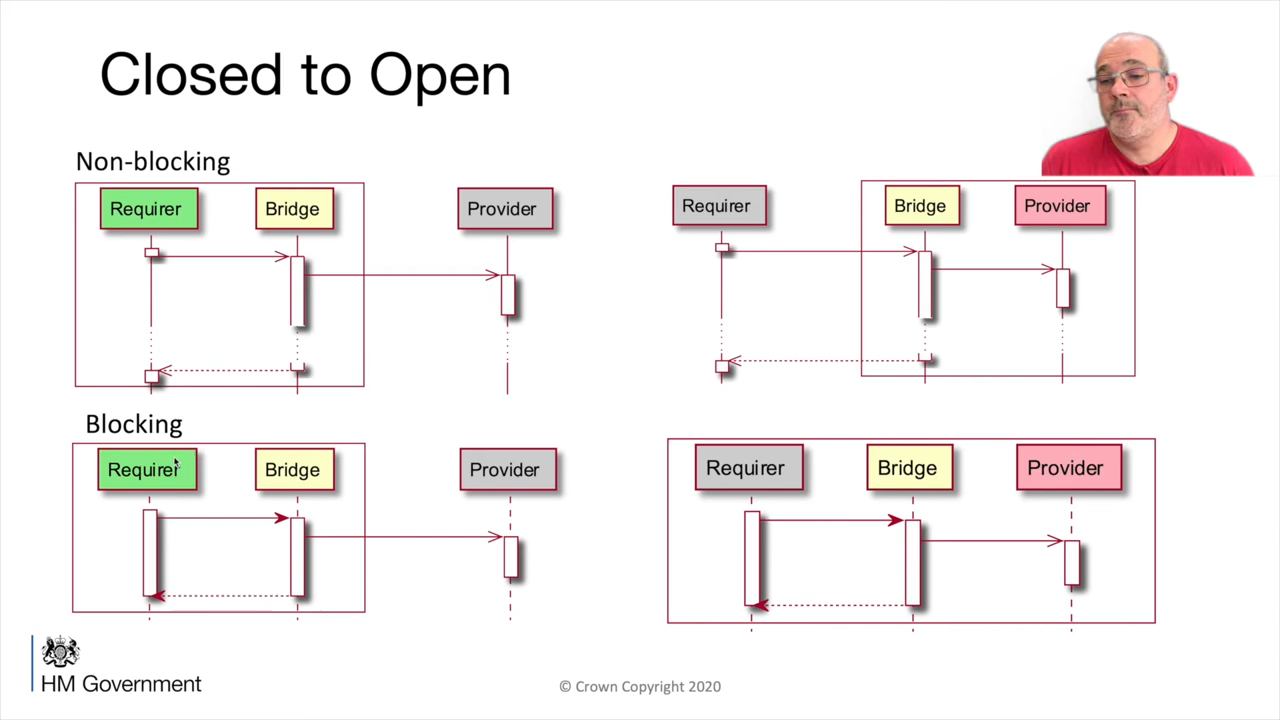 Closed to Open
Non-blocking
Requirer Bridge Provider
Requirer Bridge Provider
Blocking
Requirer Bridge Provider
Requirer Bridge Provider
HM Government
© Crown Copyright 2020